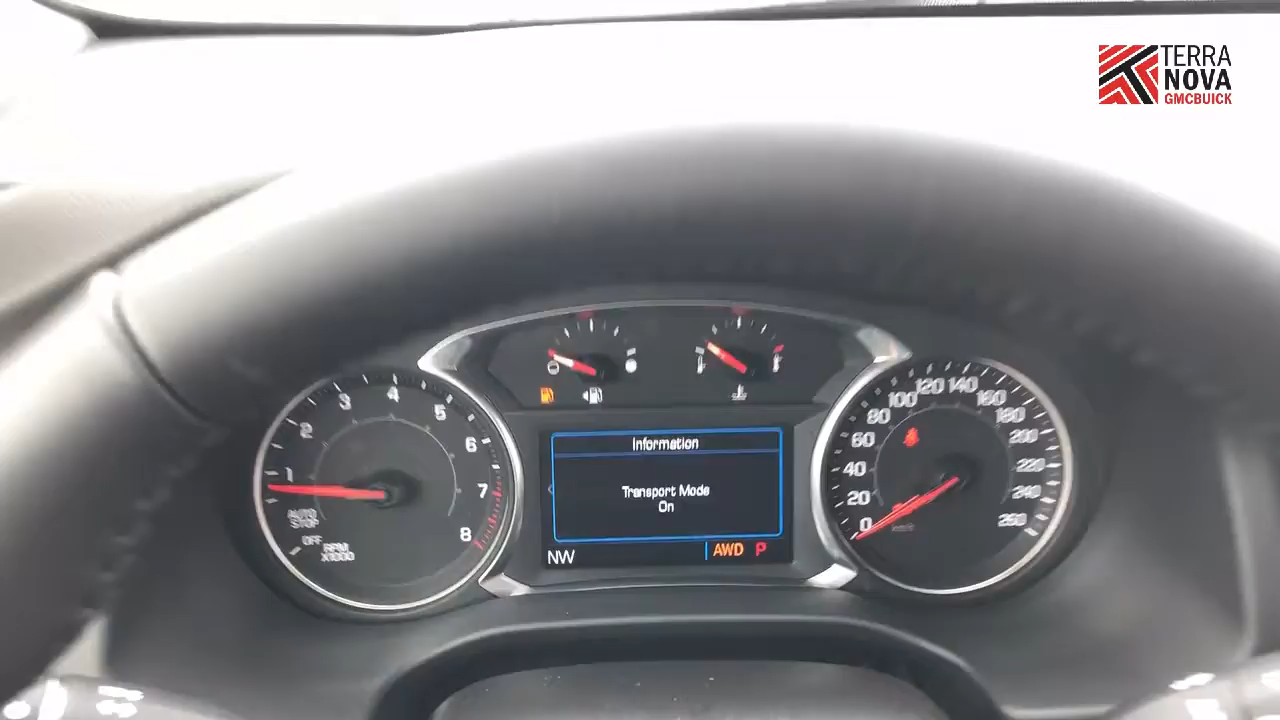 TERRA
NOVA
GMCBUICK
1
2
3
4
5
6
7
8
AUTO
STOP
OFF
RPM
X1000
Information
Transport Mode
On
NW
AWD P
0
20
40
60
80
100
120
140
160
180
200
220
240
260